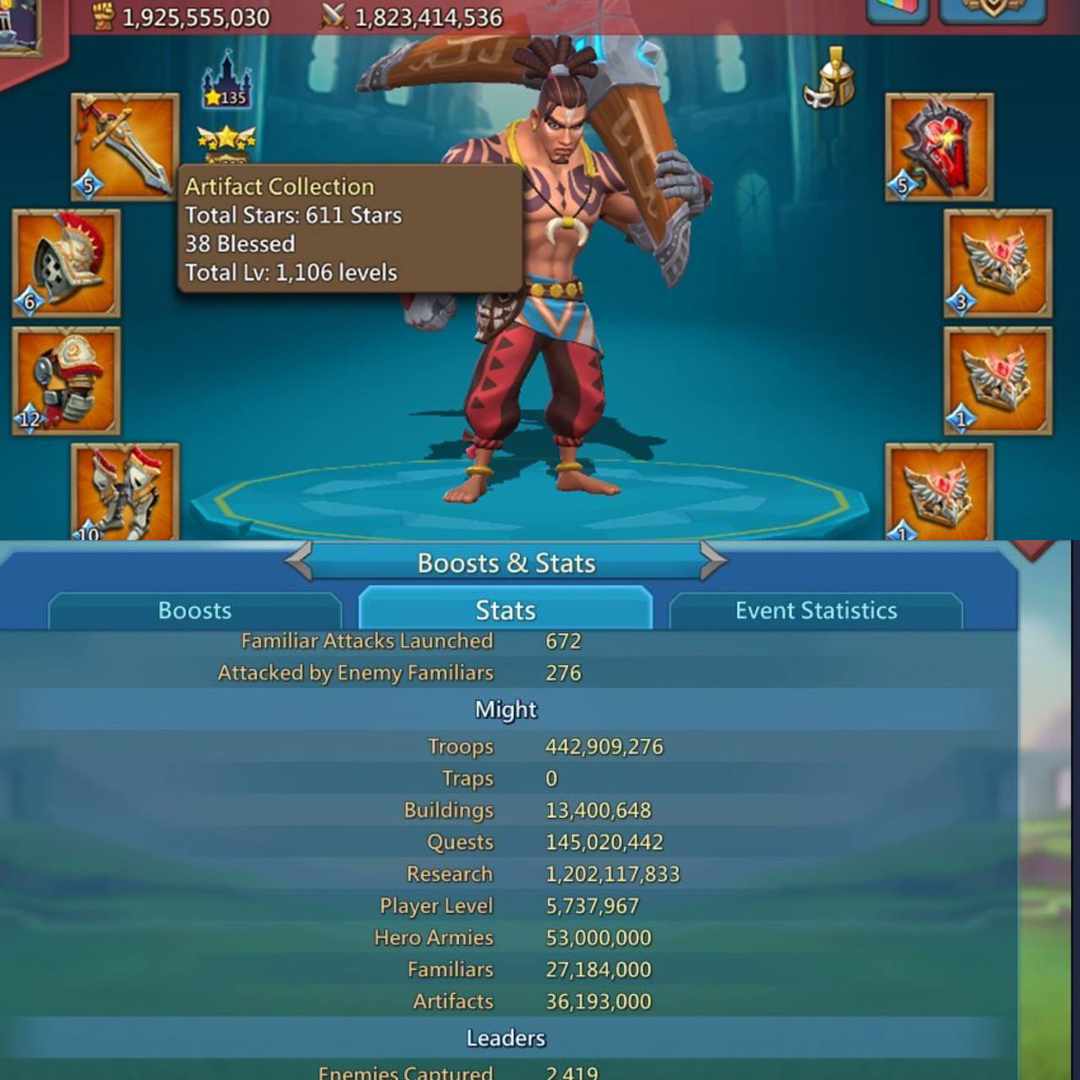 1,925,555,030 1,823,414,536
135
5
5
Artifact Collection
Total Stars: 611 Stars
38 Blessed
Total Lv: 1,106 levels
6
3
12
1
10
1
Boosts & Stats
Boosts Stats Event Statistics
Familiar Attacks Launched 672
Attacked by Enemy Familiars 276
Might
Troops 442,909,276
Traps 0
Buildings 13,400,648
Quests 145,020,442
Research 1,202,117,833
Player Level 5,737,967
Hero Armies 53,000,000
Familiars 27,184,000
Artifacts 36,193,000
Leaders
Enemies Captured 2,419